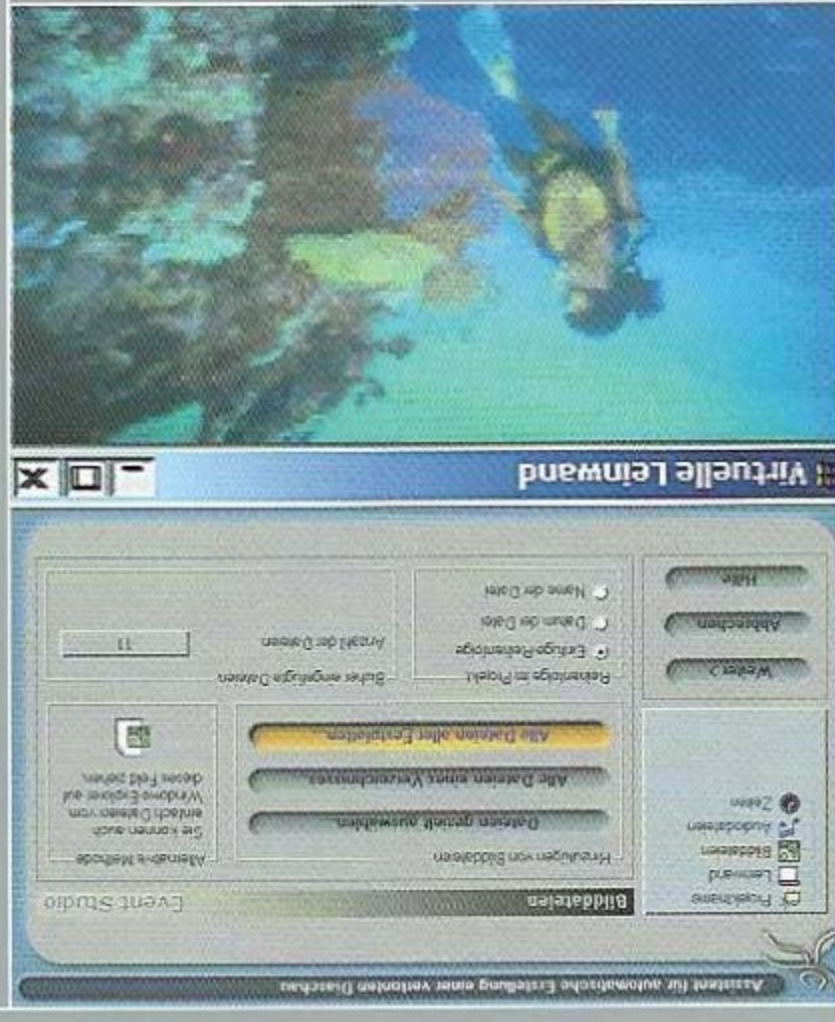 Assistent für automatische Erstellung einer vertonten Diaschau
Projektname
Leinwand
Bilddateien
Audiodateien
Zeiten
Bilddateien
Event Studio
Hinzufügen von Bilddateien
Dateien gezielt auswählen...
Alle Dateien eines Verzeichnisses...
Alle Dateien aller Festplatten...
Alternative Methode
Sie können auch
einfach Dateien vom
Windows Explorer auf
dieses Feld ziehen.
Weiter >
Abbrechen
Hilfe
Reihenfolge im Projekt
Einfüge-Reihenfolge
Datum der Datei
Name der Datei
Bisher eingefügte Dateien
Anzahl der Dateien
11
Virtuelle Leinwand